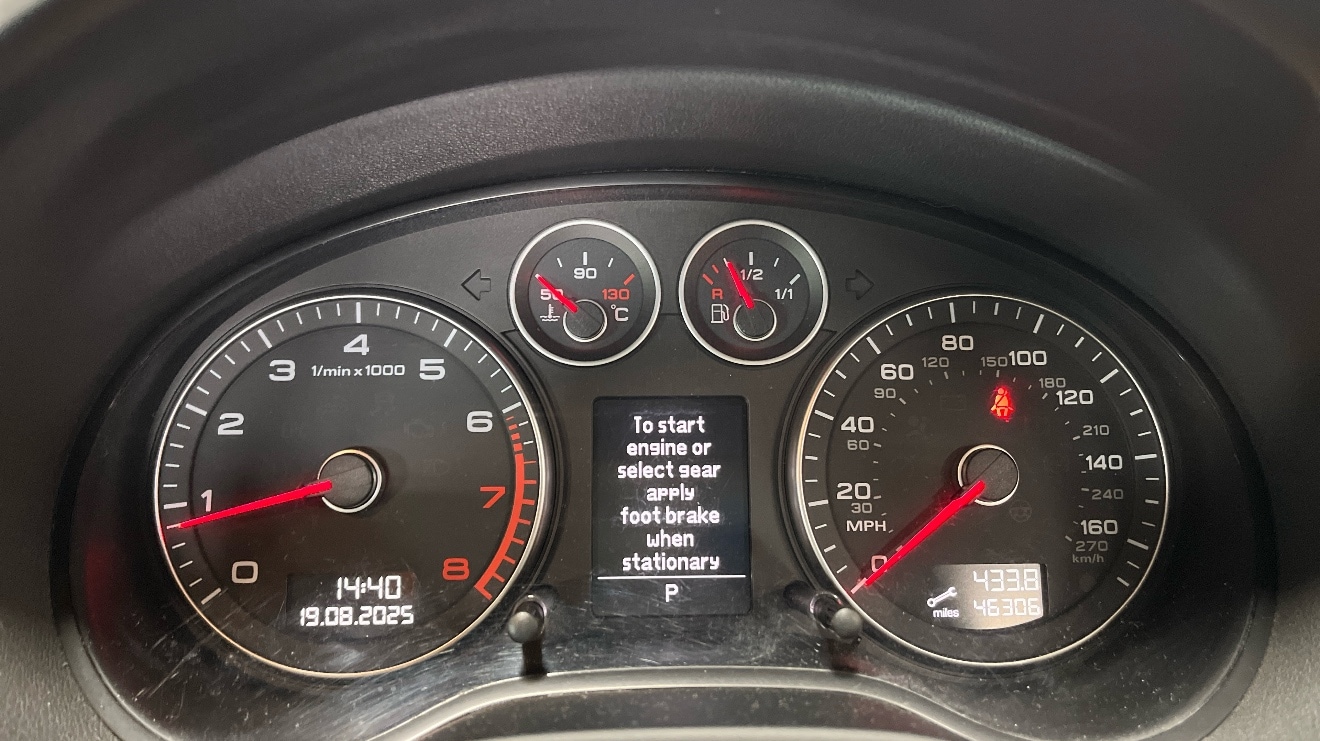 90
50
130
°C
1/2
R
1/1
4
3
1/min x 1000
5
2
6
1
7
0
8
14:40
19.08.2025
To start
engine or
select gear
apply
foot brake
when
stationary
P
80
100
120
150
60
90
180
120
40
60
210
140
20
30
240
MPH
160
270
km/h
0
433.8
miles
46306